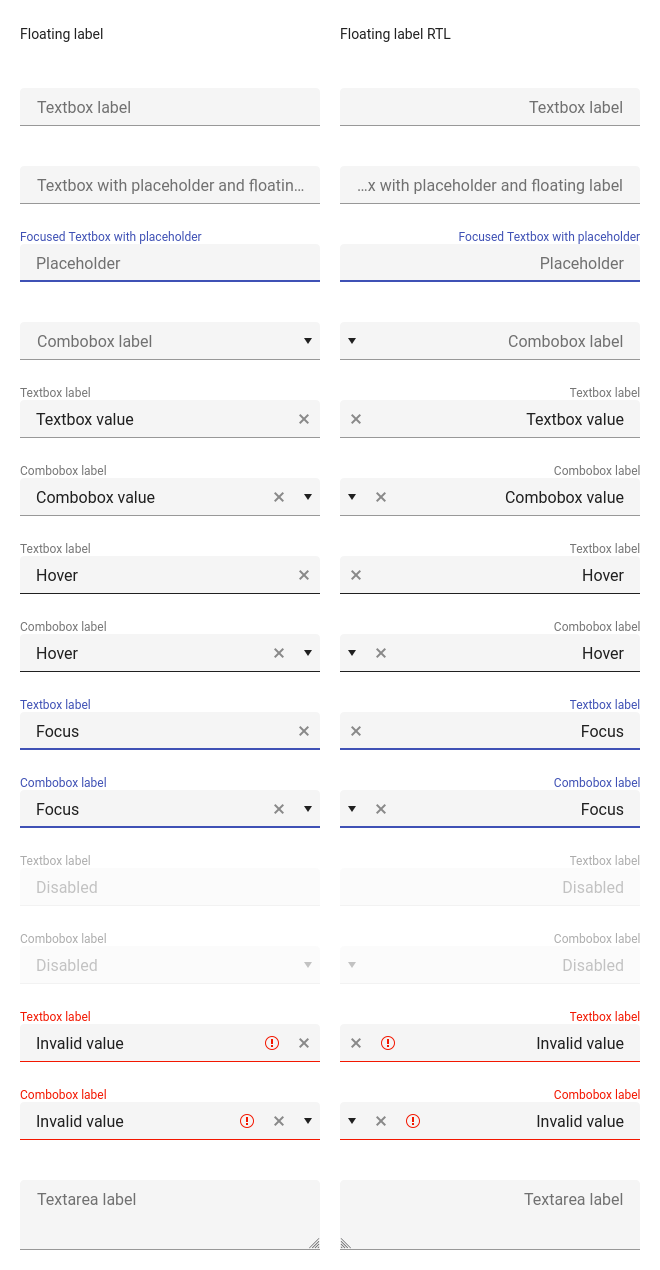 Floating label
Floating label RTL
Textbox label
Textbox label
Textbox with placeholder and floatin…
…x with placeholder and floating label
Focused Textbox with placeholder
Focused Textbox with placeholder
Placeholder
Placeholder
Combobox label
Combobox label
Textbox label
Textbox label
Textbox value
Textbox value
Combobox label
Combobox label
Combobox value
Combobox value
Textbox label
Textbox label
Hover
Hover
Combobox label
Combobox label
Hover
Hover
Textbox label
Textbox label
Focus
Focus
Combobox label
Combobox label
Focus
Focus
Textbox label
Textbox label
Disabled
Disabled
Combobox label
Combobox label
Disabled
Disabled
Textbox label
Textbox label
Invalid value
Invalid value
Combobox label
Combobox label
Invalid value
Invalid value
Textarea label
Textarea label